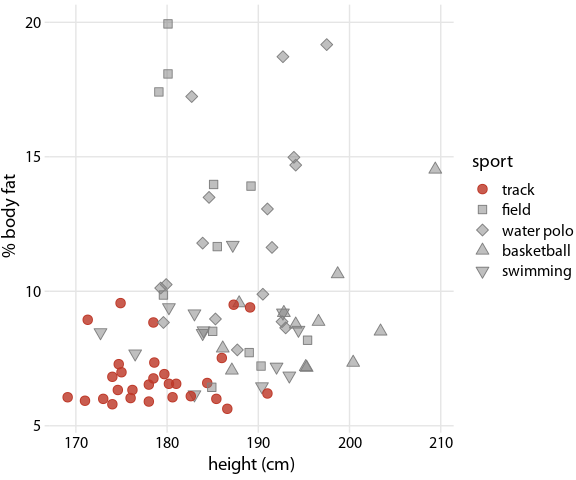 20
15
10
5
% body fat
170 180 190 200 210
height (cm)
sport
track
field
water polo
basketball
swimming